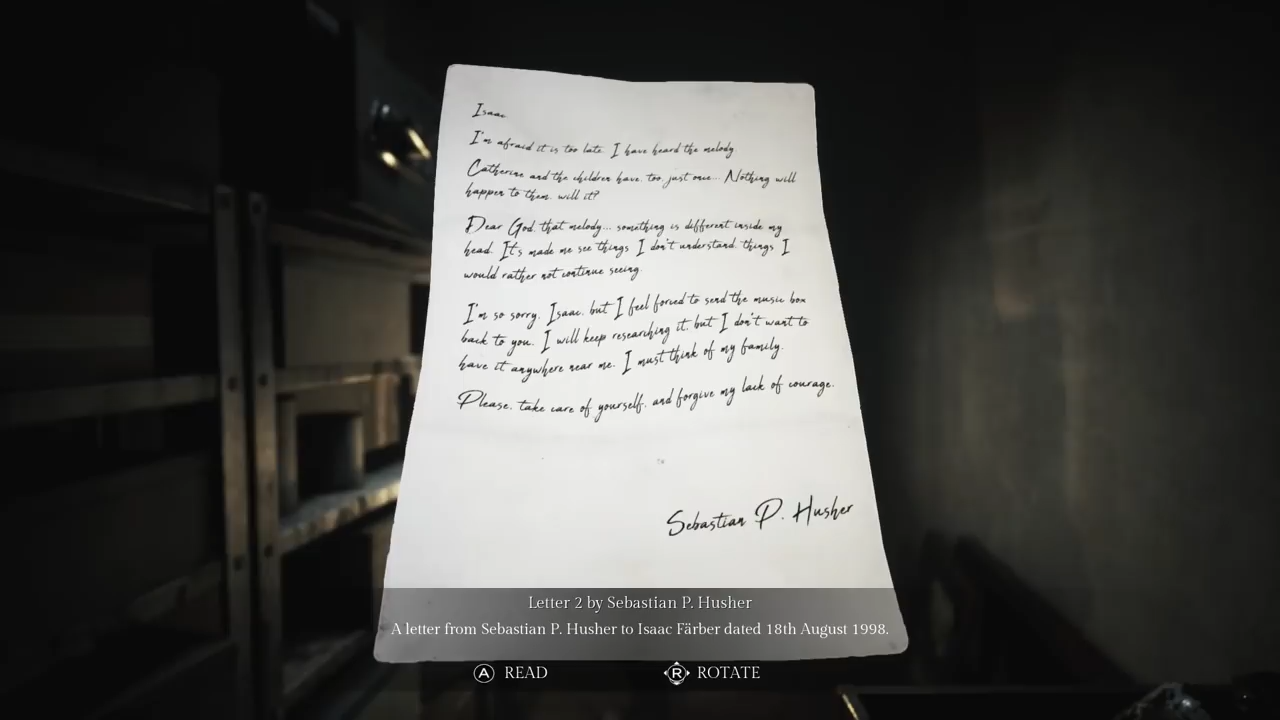 Isaac
I'm afraid it is too late. I have heard the melody.
Catherine and the children have, too, just once... Nothing will
happen to them, will it?
Dear God, that melody... something is different inside my
head. It's made me see things I don't understand, things I
would rather not continue seeing.
I'm so sorry, Isaac, but I feel forced to send the music box
back to you. I will keep researching it, but I don't want to
have it anywhere near me. I must think of my family.
Please, take care of yourself, and forgive my lack of courage.
Sebastian P. Husher
Letter 2 by Sebastian P. Husher
A letter from Sebastian P. Husher to Isaac Färber dated 18th August 1998.
A READ R ROTATE